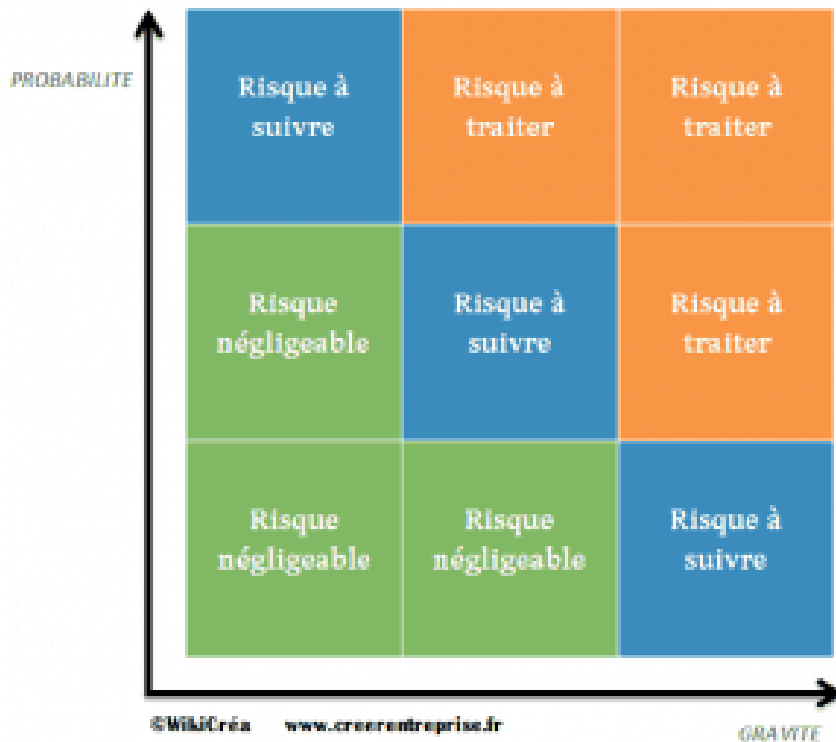 PROBABILITE
Risque à
suivre
Risque à
traiter
Risque à
traiter
Risque
négligeable
Risque à
suivre
Risque à
traiter
Risque
négligeable
Risque
négligeable
Risque à
suivre
©WikiCréa www.creerentreprise.fr
GRAVITE